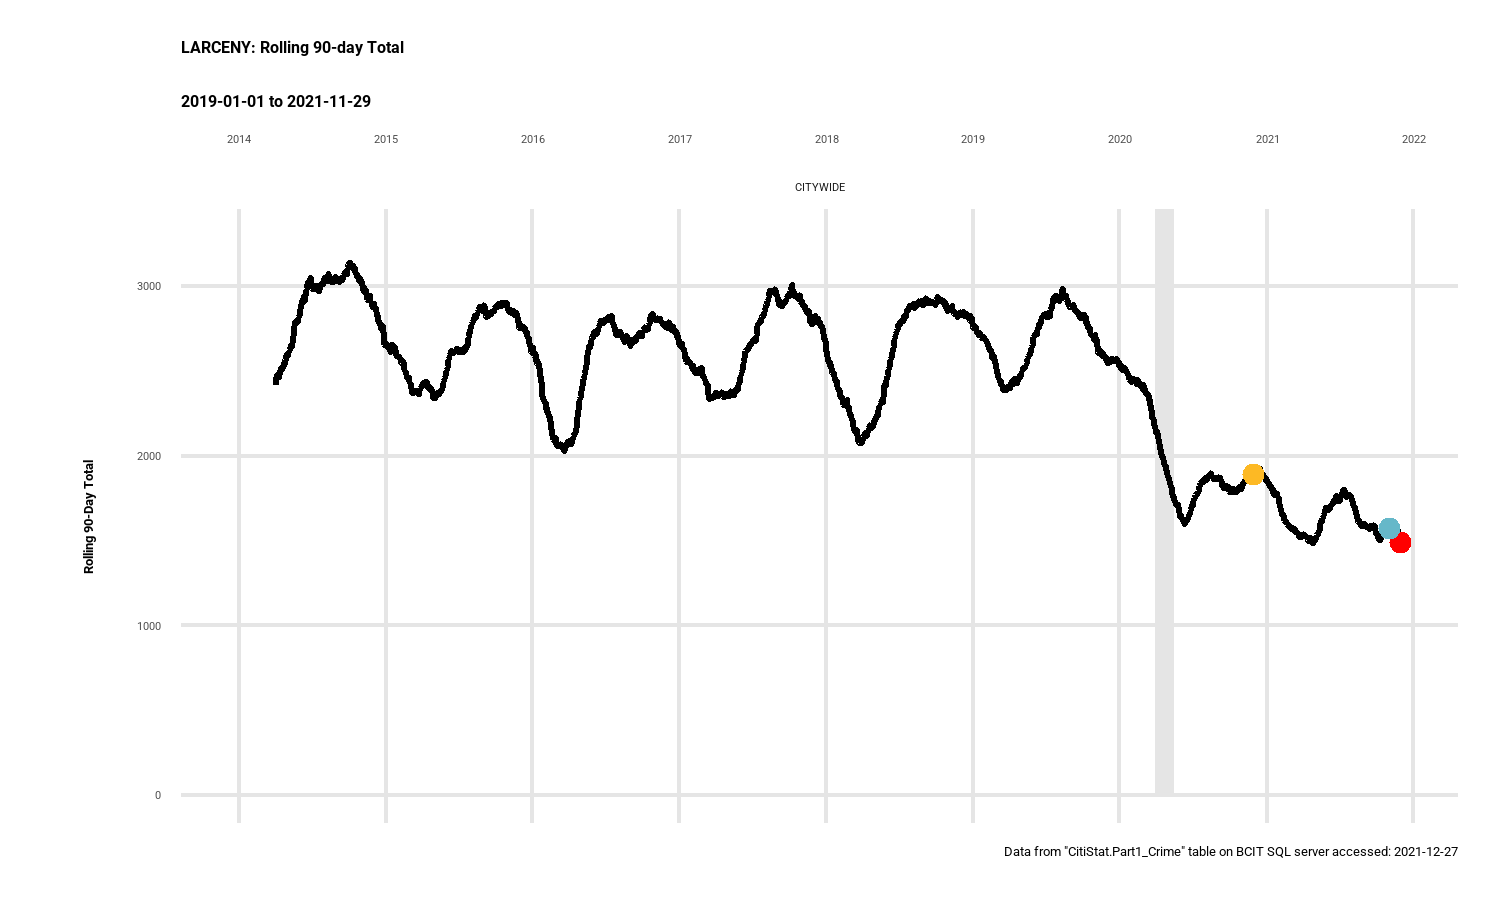 LARCENY: Rolling 90-day Total
2019-01-01 to 2021-11-29
2014 2015 2016 2017 2018 2019 2020 2021 2022
CITYWIDE
3000
2000
Rolling 90-Day Total
1000
0
Data from "CitiStat.Part1_Crime" table on BCIT SQL server accessed: 2021-12-27